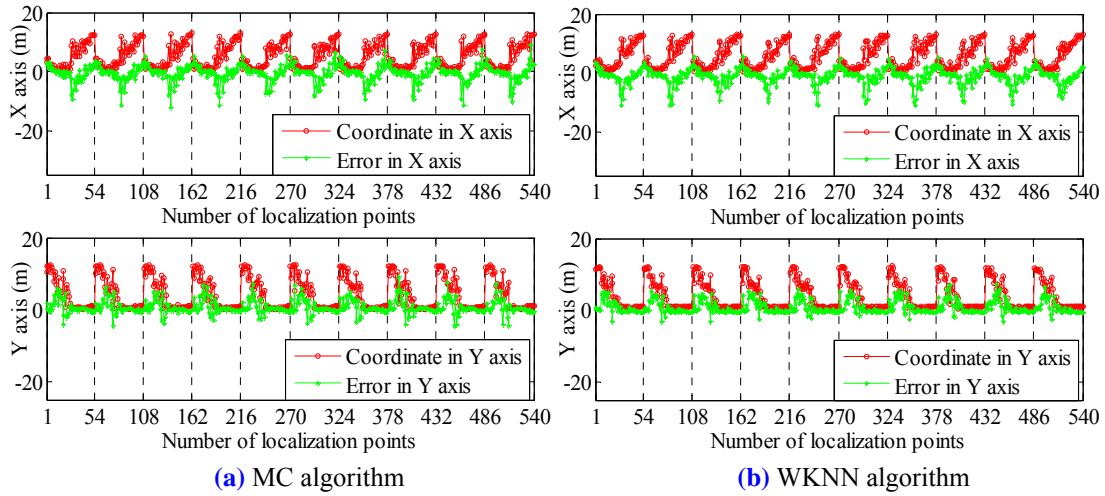 20
0
-20
X axis (m)
Coordinate in X axis
Error in X axis
1 54 108 162 216 270 324 378 432 486 540
Number of localization points
20
0
-20
Y axis (m)
Coordinate in Y axis
Error in Y axis
1 54 108 162 216 270 324 378 432 486 540
Number of localization points
(a) MC algorithm
20
0
-20
X axis (m)
Coordinate in X axis
Error in X axis
1 54 108 162 216 270 324 378 432 486 540
Number of localization points
20
0
-20
Y axis (m)
Coordinate in Y axis
Error in Y axis
1 54 108 162 216 270 324 378 432 486 540
Number of localization points
(b) WKNN algorithm